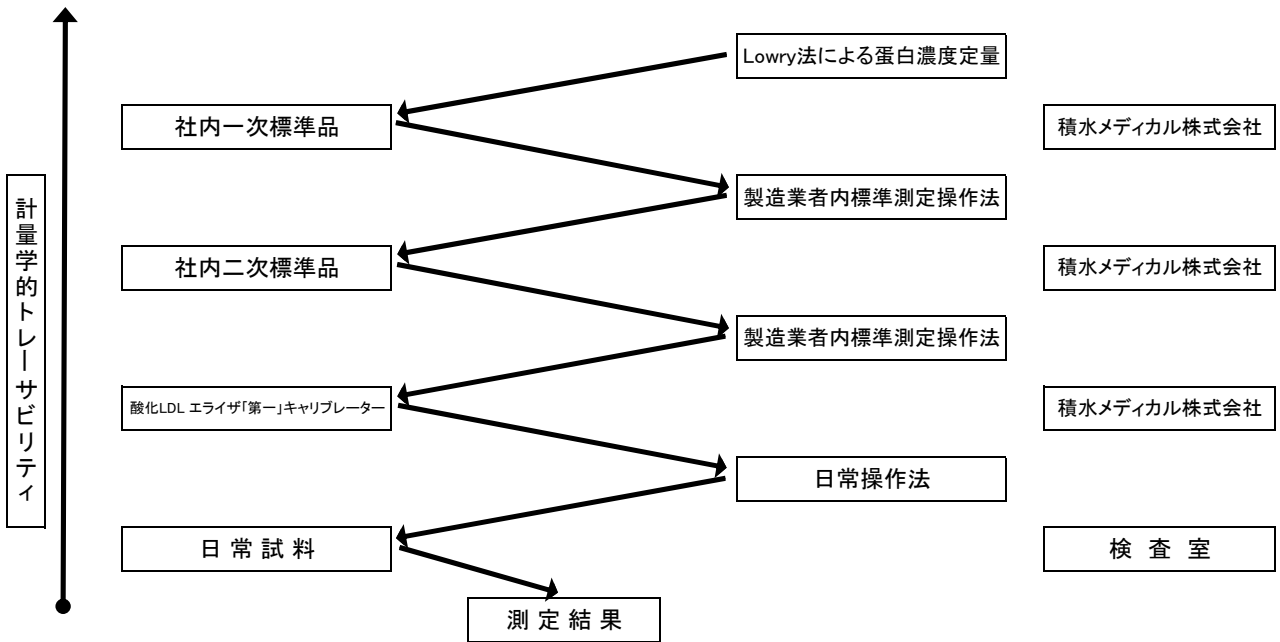 Lowry法による蛋白濃度定量
社内一次標準品
積水メディカル株式会社
製造業者内標準測定操作法
計量学的トレーサビリティ
社内二次標準品
積水メディカル株式会社
製造業者内標準測定操作法
酸化LDL エライザ「第一」キャリブレーター
積水メディカル株式会社
日常操作法
日常試料
検査室
測定結果